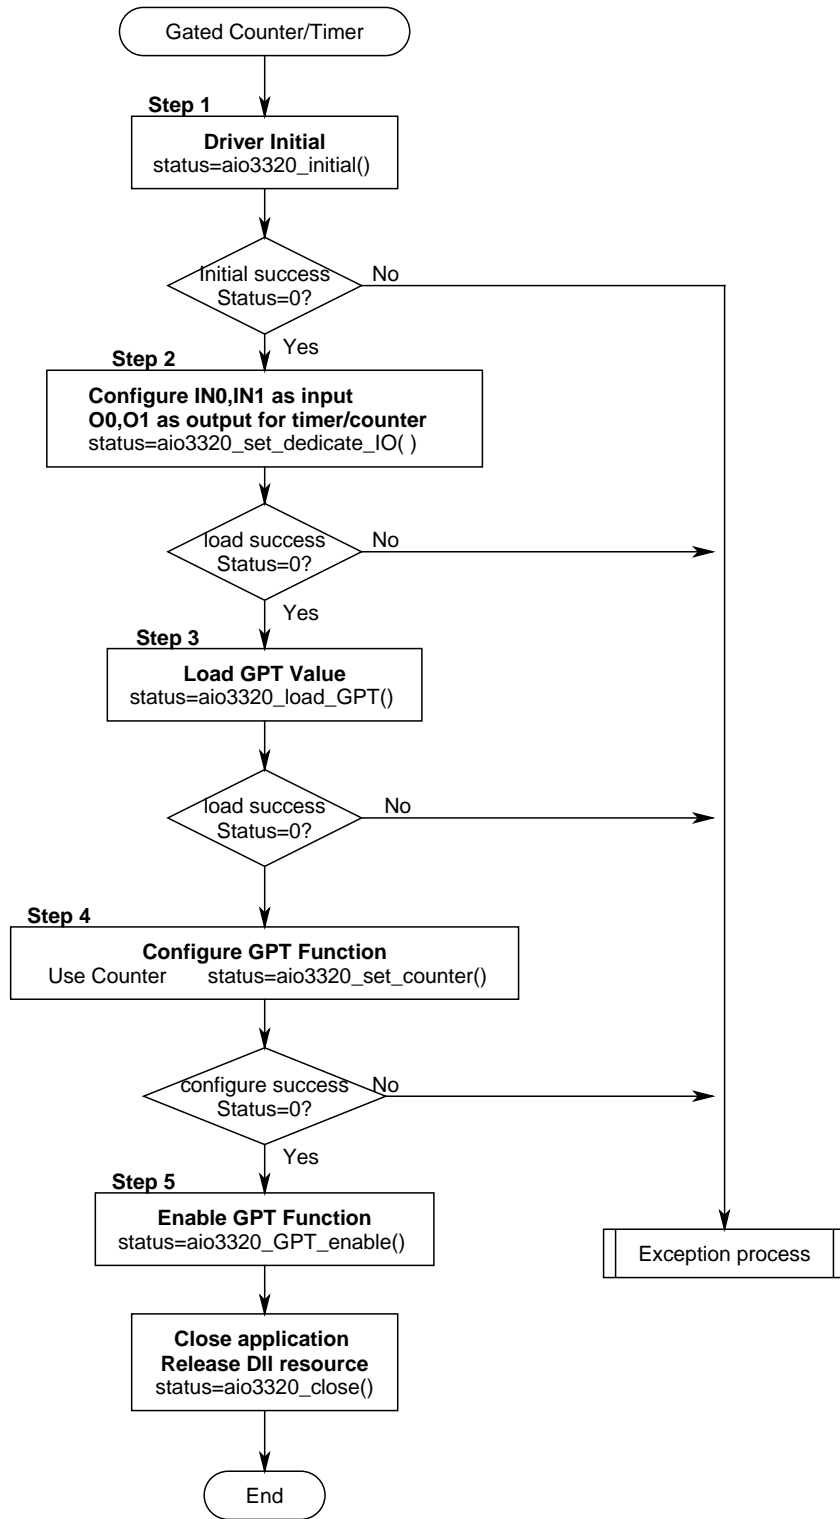 Gated Counter/Timer
Step 1
Driver Initial
status=aio3320_initial()
Initial success
Status=0?
No
Yes
Step 2
Configure IN0,IN1 as input
O0,O1 as output for timer/counter
status=aio3320_set_dedicate_IO( )
load success
Status=0?
No
Yes
Step 3
Load GPT Value
status=aio3320_load_GPT()
load success
Status=0?
No
Step 4
Configure GPT Function
Use Counter status=aio3320_set_counter()
configure success
Status=0?
No
Yes
Step 5
Enable GPT Function
status=aio3320_GPT_enable()
Exception process
Close application
Release Dll resource
status=aio3320_close()
End